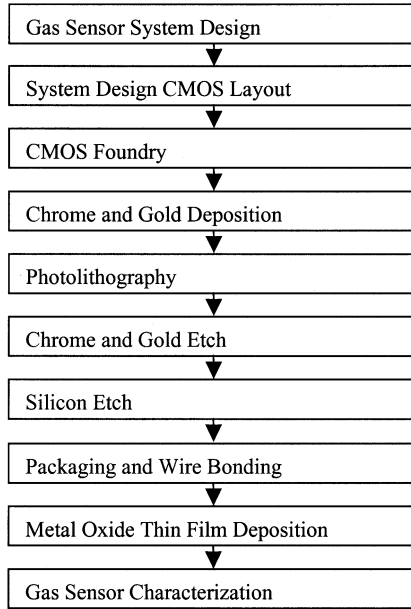 Gas Sensor System Design
System Design CMOS Layout
CMOS Foundry
Chrome and Gold Deposition
Photolithography
Chrome and Gold Etch
Silicon Etch
Packaging and Wire Bonding
Metal Oxide Thin Film Deposition
Gas Sensor Characterization